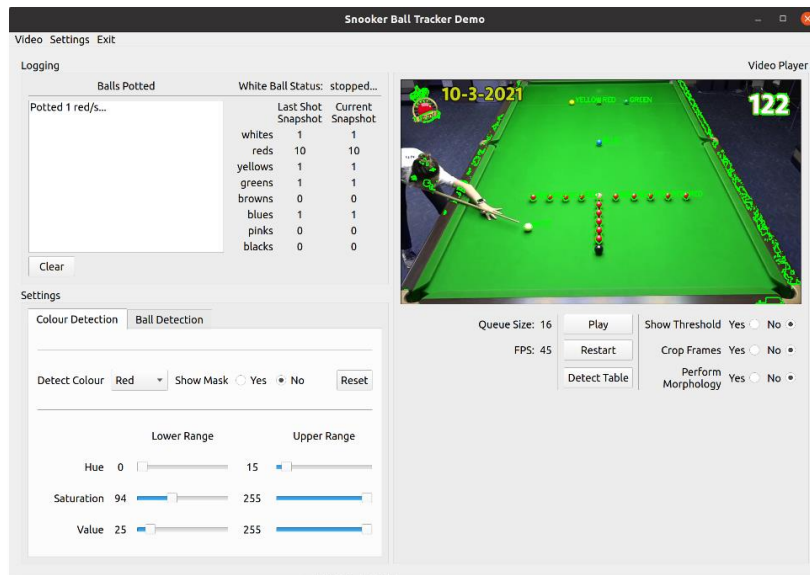 Snooker Ball Tracker Demo
Video Settings Exit
Logging
Video Player
Balls Potted
White Ball Status: stopped...
Potted 1 red/s...
Last Shot Snapshot
Current Snapshot
whites 1 1
reds 10 10
yellows 1 1
greens 1 1
browns 0 0
blues 1 1
pinks 0 0
blacks 0 0
Clear
10-3-2021
122
YELLOW
RED
GREEN
Settings
Colour Detection
Ball Detection
Detect Colour Red
Show Mask Yes No
Reset
Lower Range
Upper Range
Hue 0 15
Saturation 94 255
Value 25 255
Queue Size: 16
Play
Show Threshold Yes No
FPS: 45
Restart
Crop Frames Yes No
Detect Table
Perform Morphology Yes No